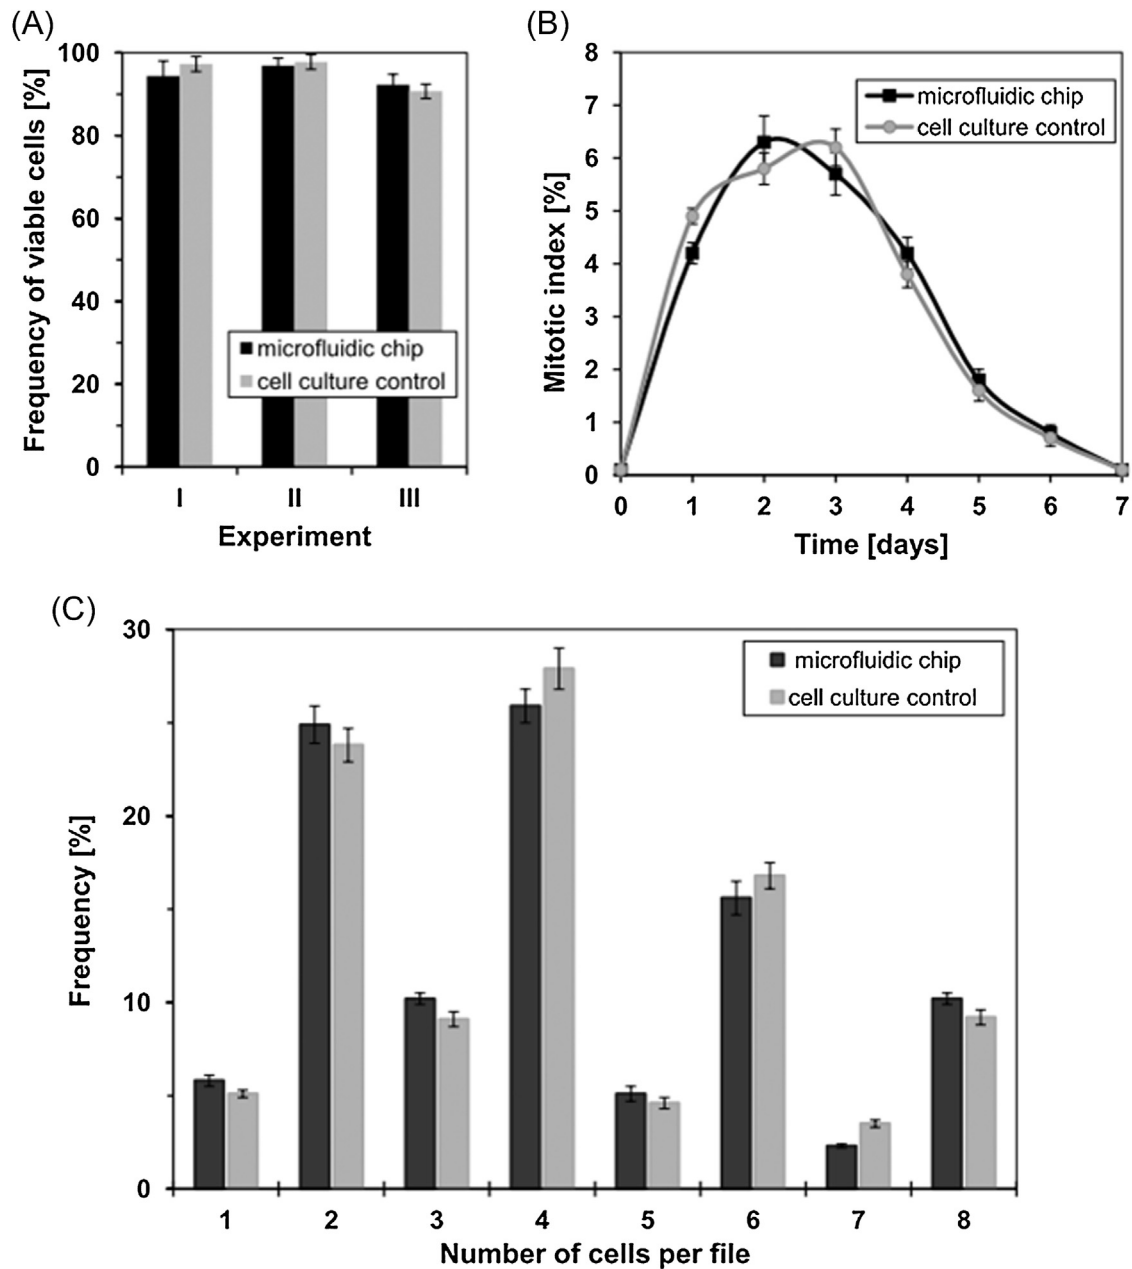 (A)
Frequency of viable cells [%]
100
80
60
40
20
0
microfluidic chip
cell culture control
I II III
Experiment
(B)
Mitotic index [%]
8
7
6
5
4
3
2
1
0
microfluidic chip
cell culture control
0 1 2 3 4 5 6 7
Time [days]
(C)
Frequency [%]
30
20
10
0
microfluidic chip
cell culture control
1 2 3 4 5 6 7 8
Number of cells per file